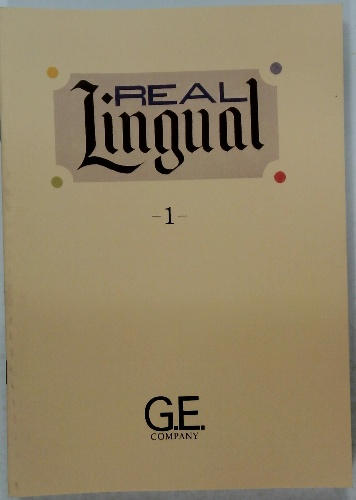 REAL
Lingual
-1-
G.E.
COMPANY